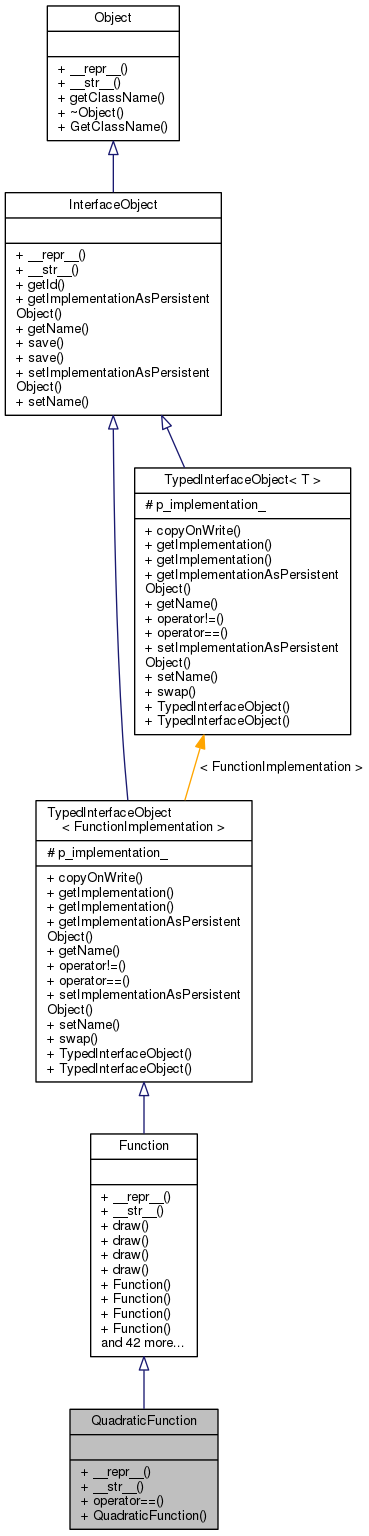 Object
+ __repr__()
+ __str__()
+ getClassName()
+ ~Object()
+ GetClassName()
InterfaceObject
+ __repr__()
+ __str__()
+ getId()
+ getImplementationAsPersistent
Object()
+ getName()
+ save()
+ save()
+ setImplementationAsPersistent
Object()
+ setName()
TypedInterfaceObject< T >
# p_implementation_
+ copyOnWrite()
+ getImplementation()
+ getImplementation()
+ getImplementationAsPersistent
Object()
+ getName()
+ operator!=()
+ operator==()
+ setImplementationAsPersistent
Object()
+ setName()
+ swap()
+ TypedInterfaceObject()
+ TypedInterfaceObject()
< FunctionImplementation >
TypedInterfaceObject
< FunctionImplementation >
# p_implementation_
+ copyOnWrite()
+ getImplementation()
+ getImplementation()
+ getImplementationAsPersistent
Object()
+ getName()
+ operator!=()
+ operator==()
+ setImplementationAsPersistent
Object()
+ setName()
+ swap()
+ TypedInterfaceObject()
+ TypedInterfaceObject()
Function
+ __repr__()
+ __str__()
+ draw()
+ draw()
+ draw()
+ draw()
+ Function()
+ Function()
+ Function()
+ Function()
and 42 more...
QuadraticFunction
+ __repr__()
+ __str__()
+ operator==()
+ QuadraticFunction()